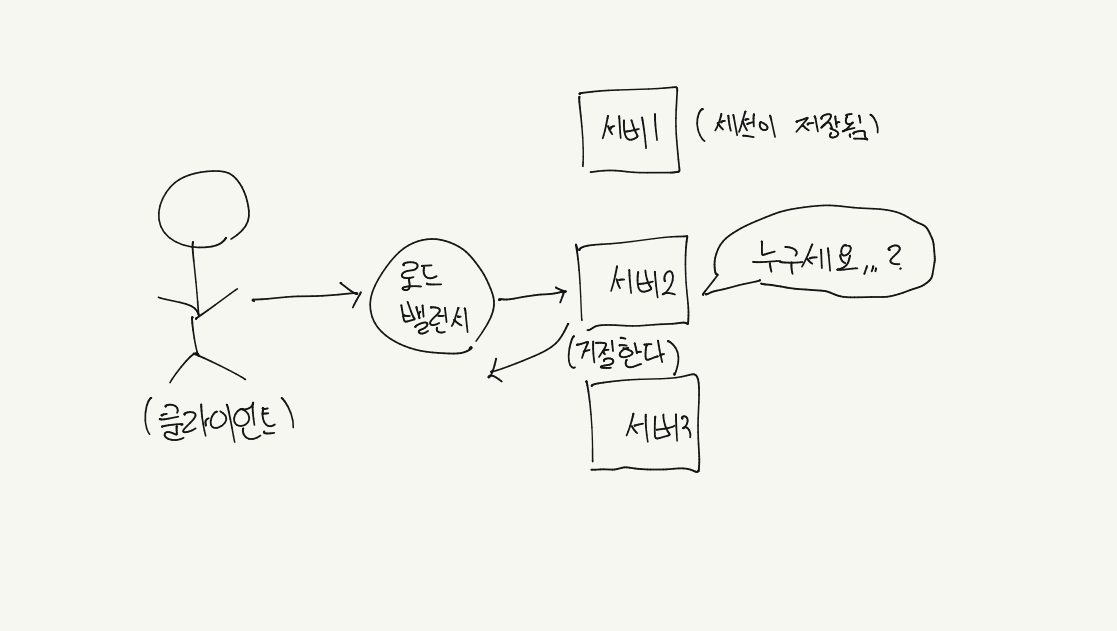 서버1
(세션이 저장됨)
누구세요,,,?
서버2
로드
밸런서
(거절한다)
서버3
(클라이언트)